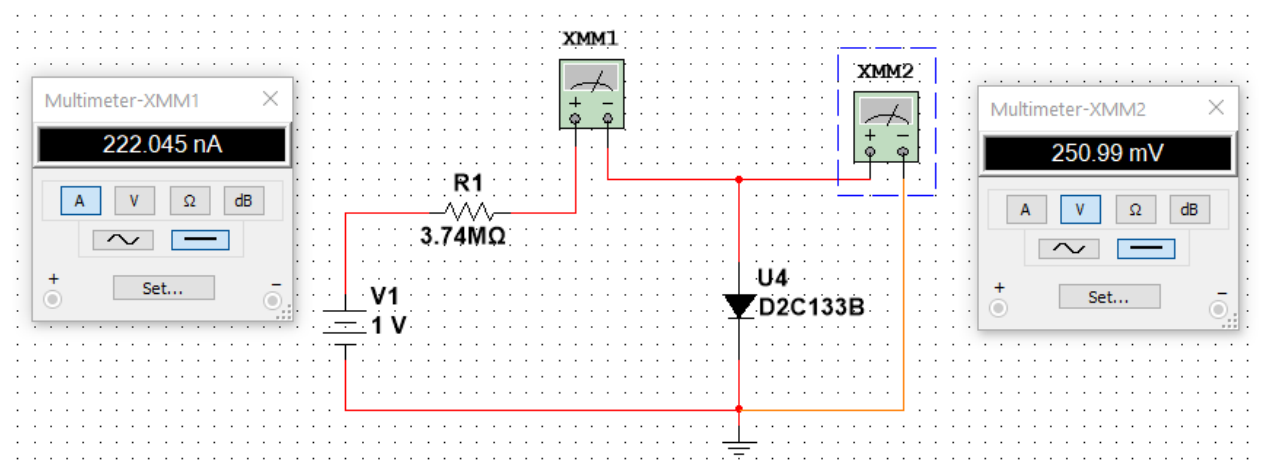 XMM1
XMM2
Multimeter-XMM1
222.045 nA
A V Ω dB
Set...
+ −
Multimeter-XMM2
250.99 mV
A V Ω dB
Set...
+ −
+ −
+ −
R1
3.74MΩ
V1
1 V
U4
D2C133B